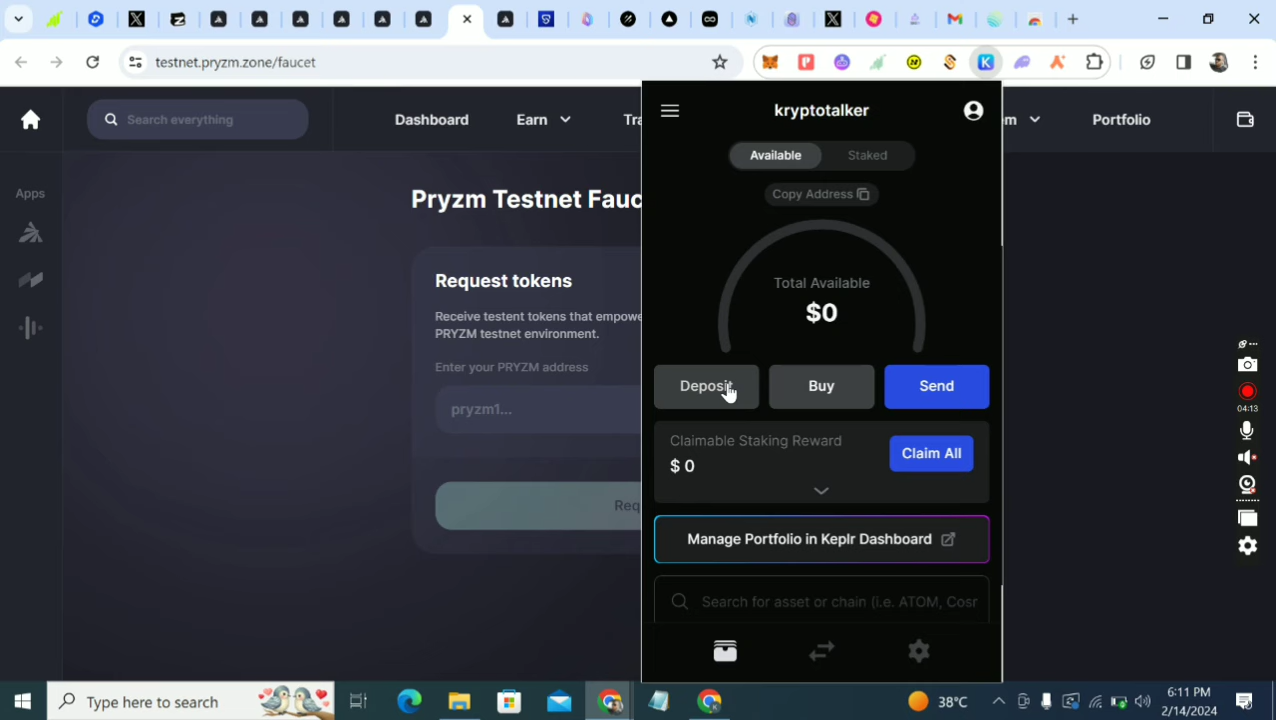 testnet.pryzm.zone/faucet
Search everything
Dashboard
Earn
Tra
em
Portfolio
Apps
Pryzm Testnet Fauc
Request tokens
Receive testent tokens that empowe
PRYZM testnet environment.
Enter your PRYZM address
pryzm1...
Req
kryptotalker
Available
Staked
Copy Address
Total Available
$0
Deposit
Buy
Send
Claimable Staking Reward
$ 0
Claim All
Manage Portfolio in Keplr Dashboard
Search for asset or chain (i.e. ATOM, Cosr
04:13
Type here to search
38°C
6:11 PM
2/14/2024